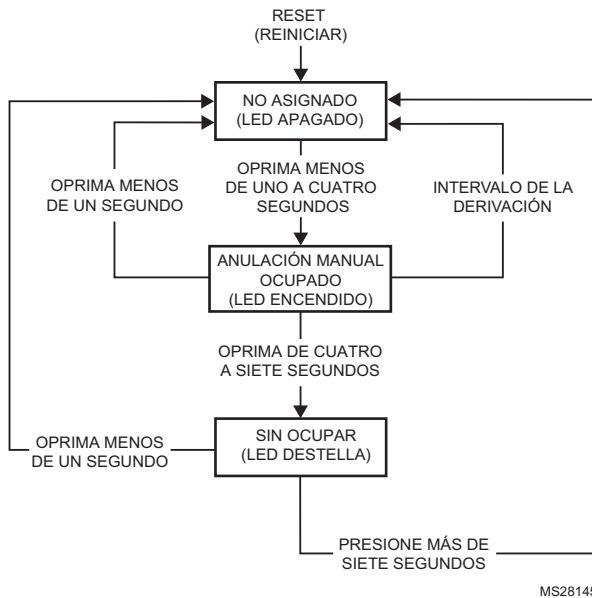 RESET
(REINICIAR)
NO ASIGNADO
(LED APAGADO)
OPRIMA MENOS
DE UN SEGUNDO
OPRIMA MENOS
DE UNO A CUATRO
SEGUNDOS
INTERVALO DE LA
DERIVACIÓN
ANULACIÓN MANUAL
OCUPADO
(LED ENCENDIDO)
OPRIMA DE CUATRO
A SIETE SEGUNDOS
OPRIMA MENOS
DE UN SEGUNDO
SIN OCUPAR
(LED DESTELLA)
PRESIONE MÁS DE
SIETE SEGUNDOS
MS28145